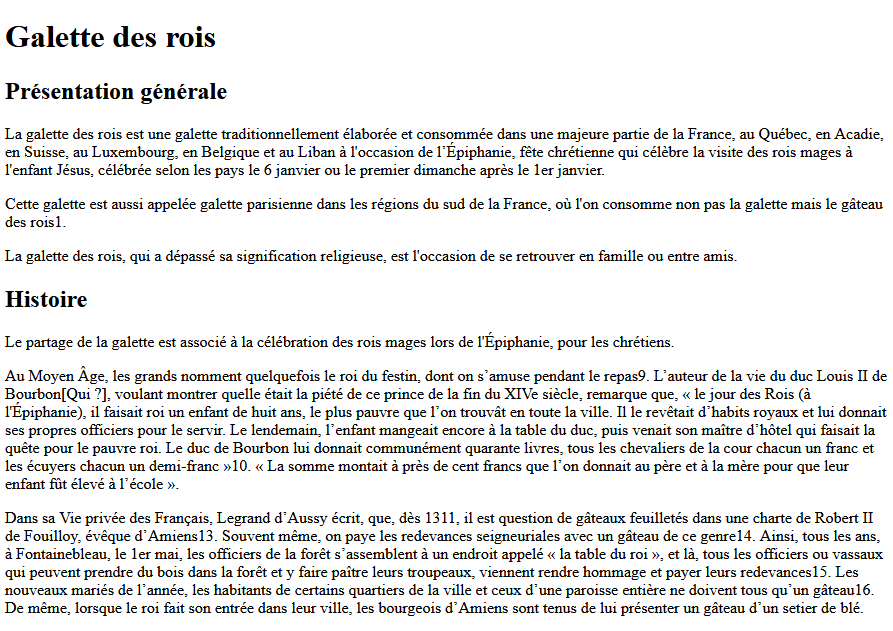 Galette des rois
Présentation générale
La galette des rois est une galette traditionnellement élaborée et consommée dans une majeure partie de la France, au Québec, en Acadie,
en Suisse, au Luxembourg, en Belgique et au Liban à l'occasion de l’Épiphanie, fête chrétienne qui célèbre la visite des rois mages à
l'enfant Jésus, célébrée selon les pays le 6 janvier ou le premier dimanche après le 1er janvier.
Cette galette est aussi appelée galette parisienne dans les régions du sud de la France, où l'on consomme non pas la galette mais le gâteau
des rois1.
La galette des rois, qui a dépassé sa signification religieuse, est l'occasion de se retrouver en famille ou entre amis.
Histoire
Le partage de la galette est associé à la célébration des rois mages lors de l'Épiphanie, pour les chrétiens.
Au Moyen Âge, les grands nomment quelquefois le roi du festin, dont on s’amuse pendant le repas9. L’auteur de la vie du duc Louis II de
Bourbon[Qui ?], voulant montrer quelle était la piété de ce prince de la fin du XIVe siècle, remarque que, « le jour des Rois (à
l'Épiphanie), il faisait roi un enfant de huit ans, le plus pauvre que l’on trouvât en toute la ville. Il le revêtait d’habits royaux et lui donnait
ses propres officiers pour le servir. Le lendemain, l’enfant mangeait encore à la table du duc, puis venait son maître d’hôtel qui faisait la
quête pour le pauvre roi. Le duc de Bourbon lui donnait communément quarante livres, tous les chevaliers de la cour chacun un franc et
les écuyers chacun un demi-franc »10. « La somme montait à près de cent francs que l’on donnait au père et à la mère pour que leur
enfant fût élevé à l’école ».
Dans sa Vie privée des Français, Legrand d’Aussy écrit, que, dès 1311, il est question de gâteaux feuilletés dans une charte de Robert II
de Fouilloy, évêque d’Amiens13. Souvent même, on paye les redevances seigneuriales avec un gâteau de ce genre14. Ainsi, tous les ans,
à Fontainebleau, le 1er mai, les officiers de la forêt s’assemblent à un endroit appelé « la table du roi », et là, tous les officiers ou vassaux
qui peuvent prendre du bois dans la forêt et y faire paître leurs troupeaux, viennent rendre hommage et payer leurs redevances15. Les
nouveaux mariés de l’année, les habitants de certains quartiers de la ville et ceux d’une paroisse entière ne doivent tous qu’un gâteau16.
De même, lorsque le roi fait son entrée dans leur ville, les bourgeois d’Amiens sont tenus de lui présenter un gâteau d’un setier de blé.